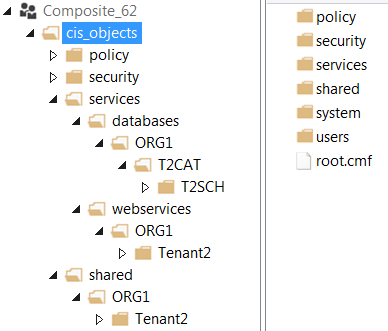 Composite_62
cis_objects
policy
security
services
databases
ORG1
T2CAT
T2SCH
webservices
ORG1
Tenant2
shared
ORG1
Tenant2
policy
security
services
shared
system
users
root.cmf